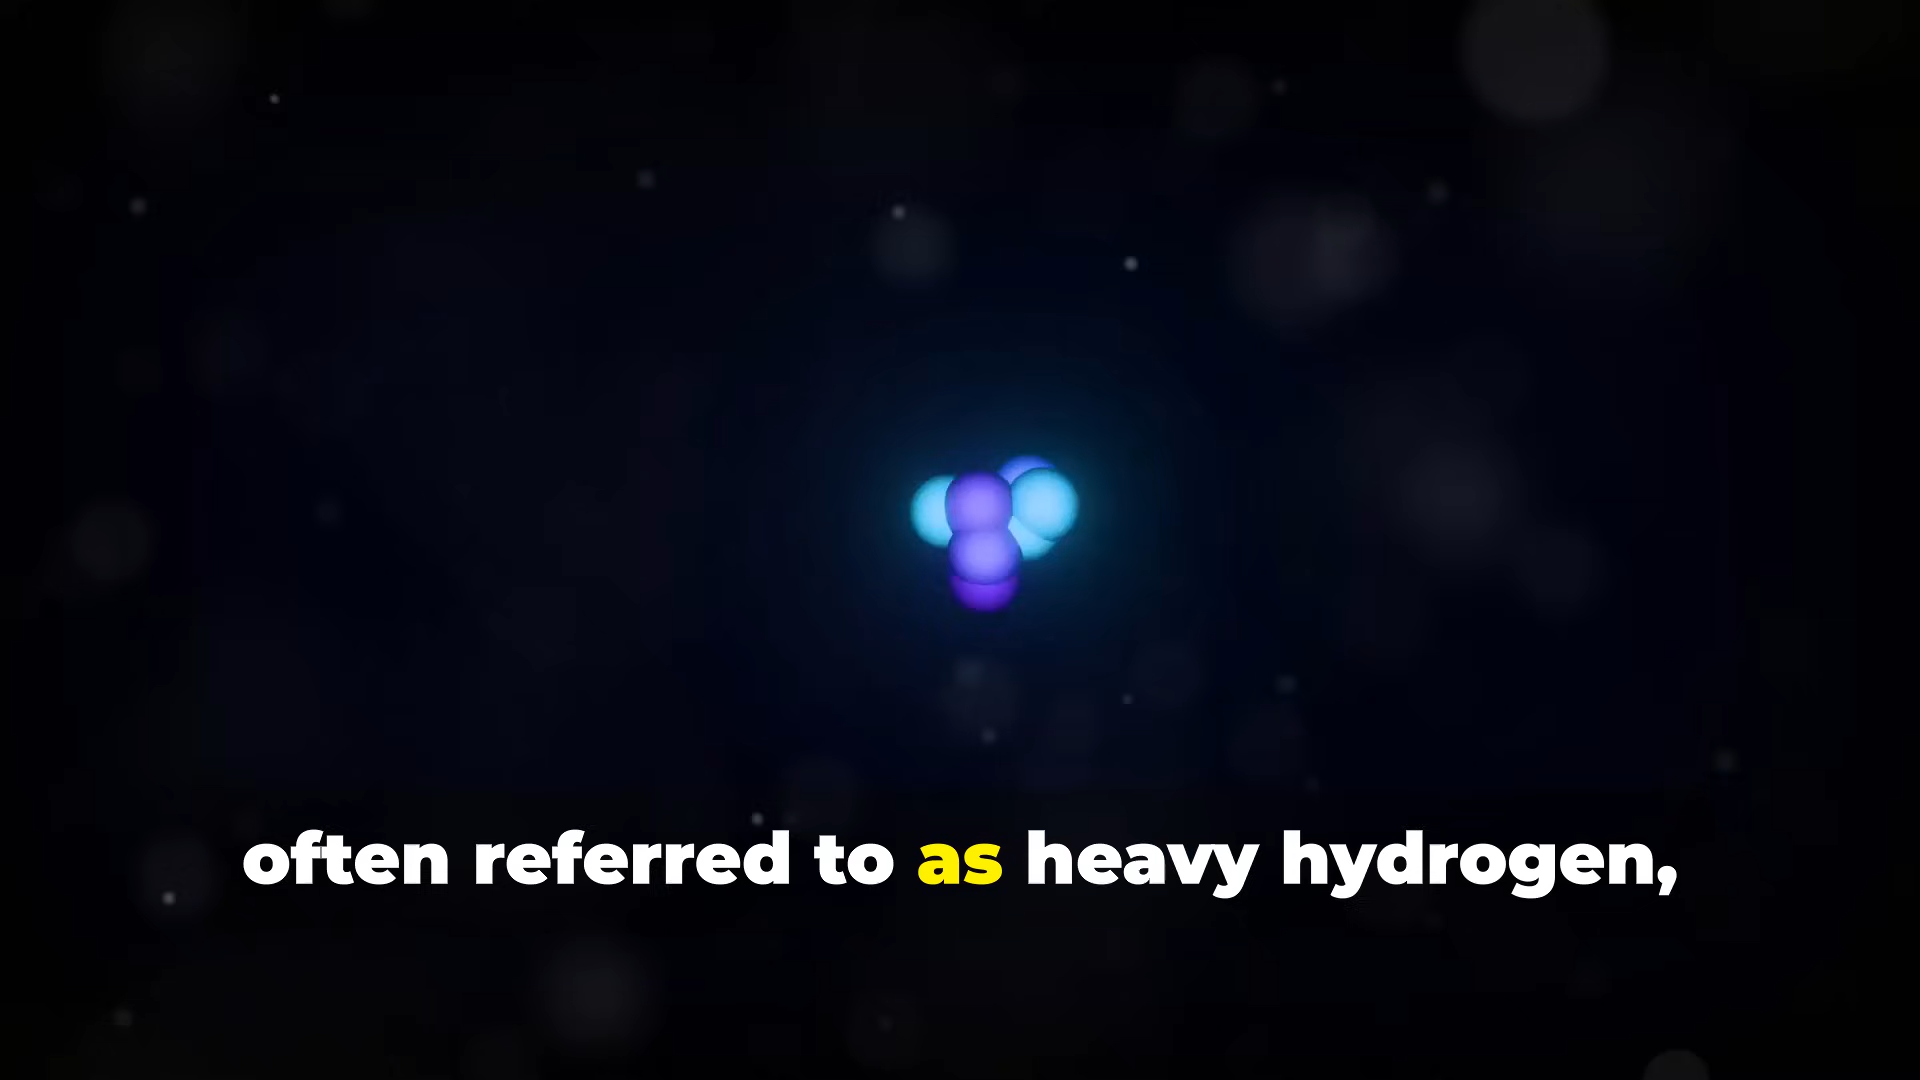 often referred to as heavy hydrogen,